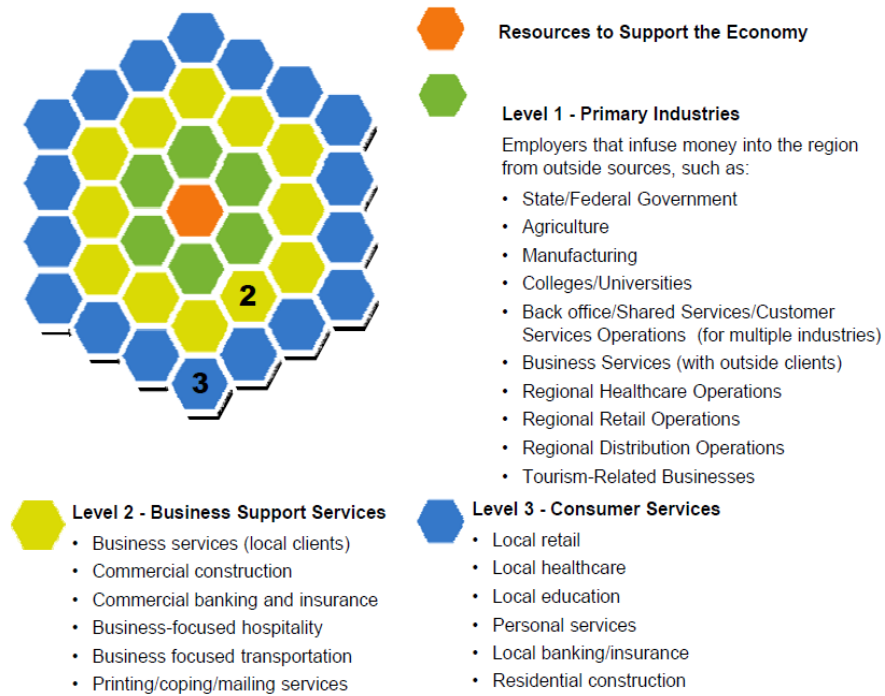 Resources to Support the Economy
Level 1 - Primary Industries
Employers that infuse money into the region
from outside sources, such as:
• State/Federal Government
• Agriculture
• Manufacturing
• Colleges/Universities
• Back office/Shared Services/Customer
Services Operations (for multiple industries)
• Business Services (with outside clients)
• Regional Healthcare Operations
• Regional Retail Operations
• Regional Distribution Operations
• Tourism-Related Businesses
2
3
Level 2 - Business Support Services
• Business services (local clients)
• Commercial construction
• Commercial banking and insurance
• Business-focused hospitality
• Business focused transportation
• Printing/coping/mailing services
Level 3 - Consumer Services
• Local retail
• Local healthcare
• Local education
• Personal services
• Local banking/insurance
• Residential construction